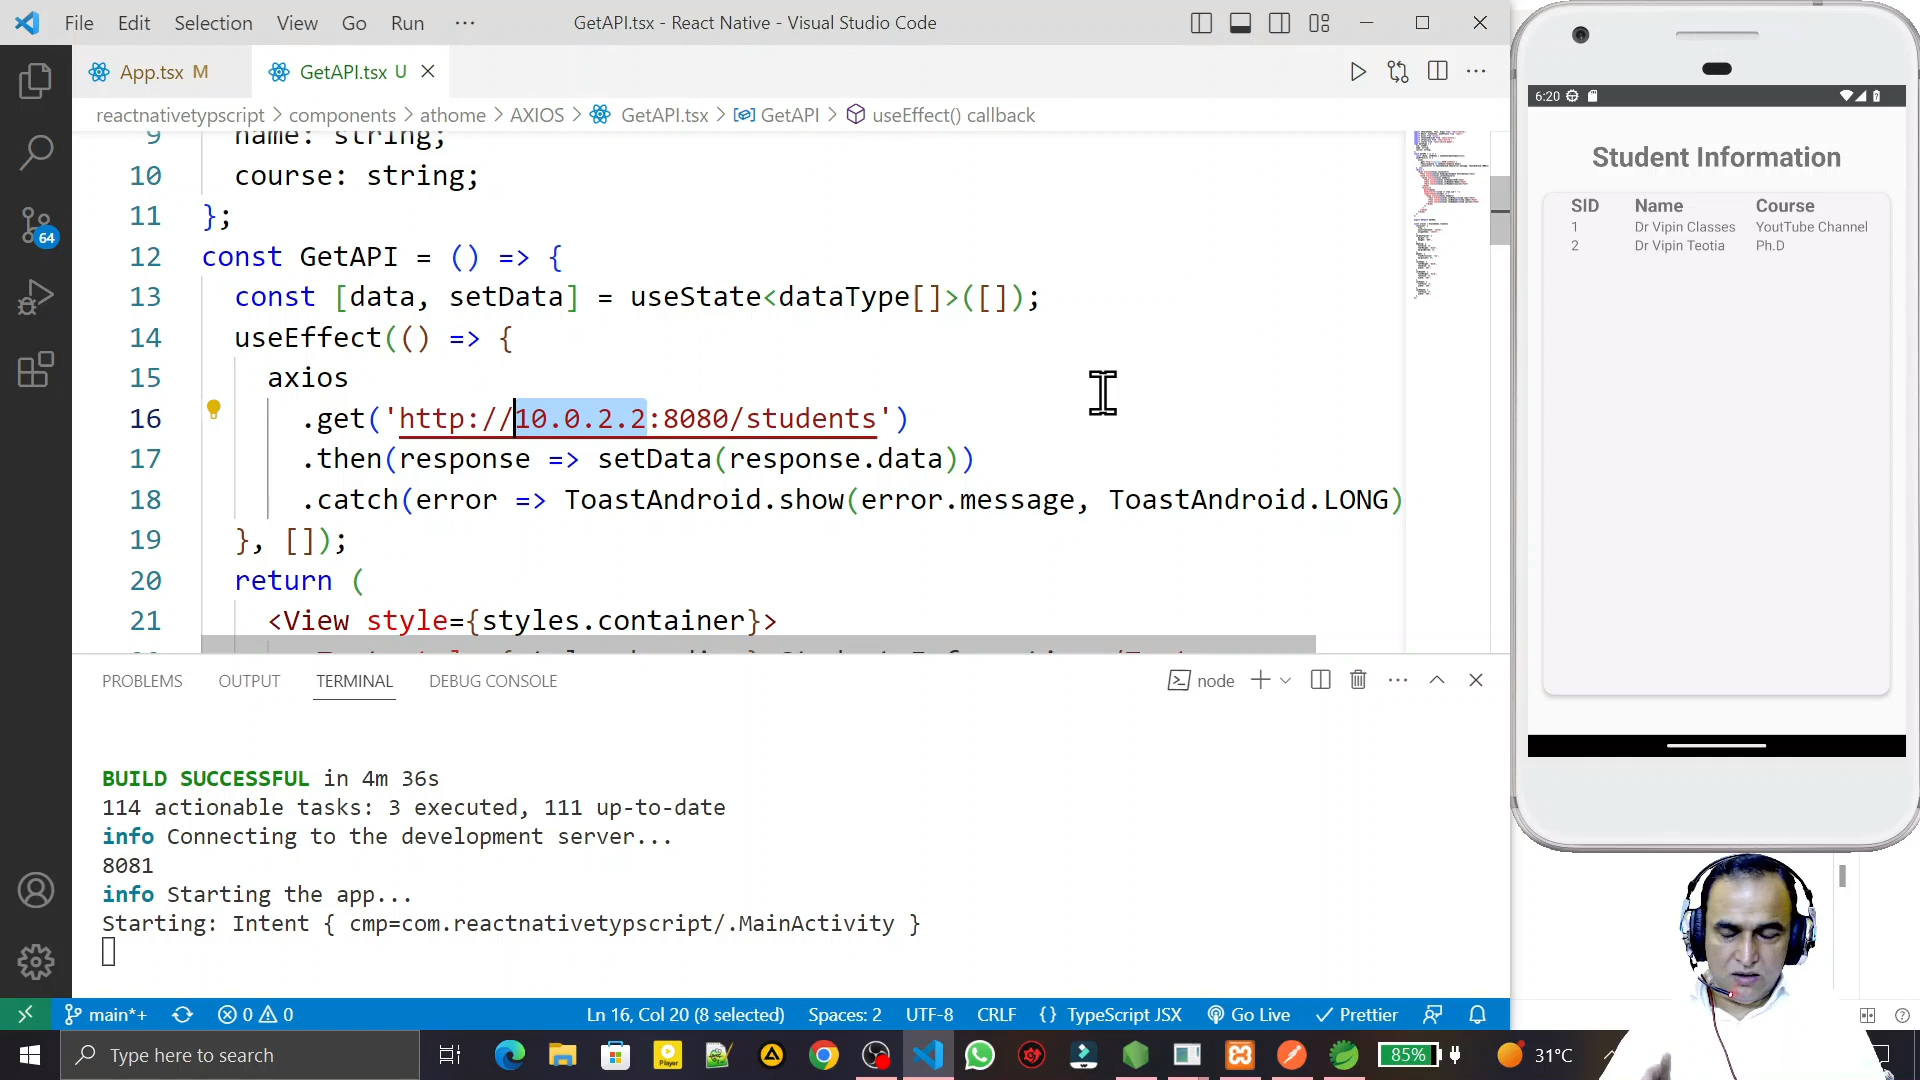 File Edit Selection View Go Run ··· GetAPI.tsx - React Native - Visual Studio Code
App.tsx M GetAPI.tsx U
reactnativetypscript > components > athome > AXIOS > GetAPI.tsx > GetAPI > useEffect() callback
9 name: string;
10 course: string;
11 };
12 const GetAPI = () => {
13 const [data, setData] = useState<dataType[]>([]);
14 useEffect(() => {
15 axios
16 .get('http://10.0.2.2:8080/students')
17 .then(response => setData(response.data))
18 .catch(error => ToastAndroid.show(error.message, ToastAndroid.LONG)
19 }, []);
20 return (
21 <View style={styles.container}>
64
PROBLEMS OUTPUT TERMINAL DEBUG CONSOLE node
BUILD SUCCESSFUL in 4m 36s
114 actionable tasks: 3 executed, 111 up-to-date
info Connecting to the development server...
8081
info Starting the app...
Starting: Intent { cmp=com.reactnativetypscript/.MainActivity }
main*+ 0 0 Ln 16, Col 20 (8 selected) Spaces: 2 UTF-8 CRLF {} TypeScript JSX Go Live Prettier
Type here to search 85% 31°C
6:20
Student Information
SID Name Course
1 Dr Vipin Classes YoutTube Channel
2 Dr Vipin Teotia Ph.D